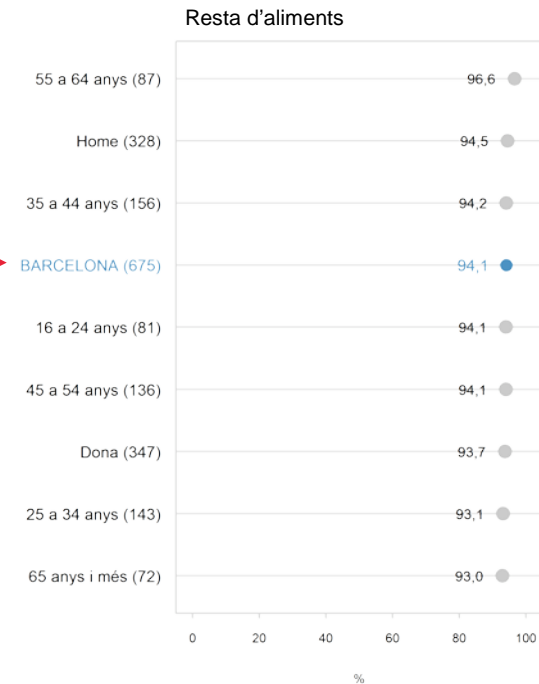 Resta d’aliments
55 a 64 anys (87) 96,6
Home (328) 94,5
35 a 44 anys (156) 94,2
BARCELONA (675) 94,1
16 a 24 anys (81) 94,1
45 a 54 anys (136) 94,1
Dona (347) 93,7
25 a 34 anys (143) 93,1
65 anys i més (72) 93,0
0 20 40 60 80 100
%